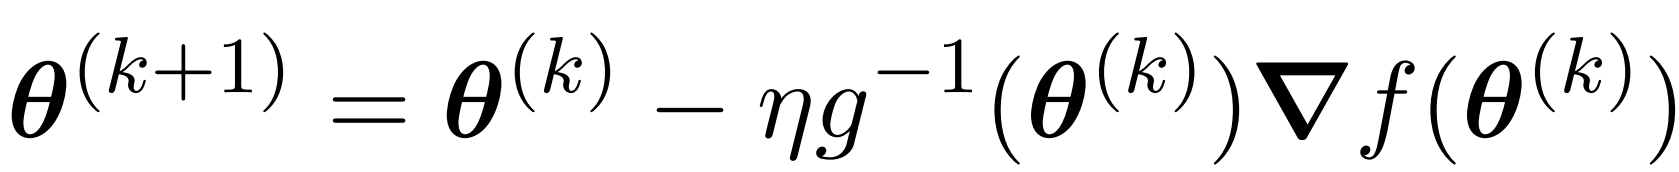 𝜽^{(k+1)} = 𝜽^{(k)} − ηg^{−1}(𝜽^{(k)})∇f(𝜽^{(k)})